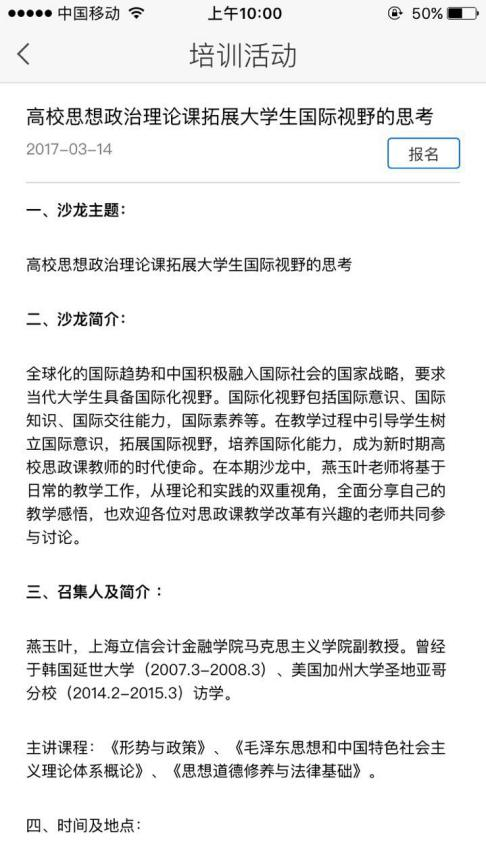 中国移动 上午10:00 50%
培训活动
高校思想政治理论课拓展大学生国际视野的思考
2017-03-14
报名
一、沙龙主题：
高校思想政治理论课拓展大学生国际视野的思考
二、沙龙简介：
全球化的国际趋势和中国积极融入国际社会的国家战略，要求
当代大学生具备国际化视野。国际化视野包括国际意识、国际
知识、国际交往能力，国际素养等。在教学过程中引导学生树
立国际意识，拓展国际视野，培养国际化能力，成为新时期高
校思政课教师的时代使命。在本期沙龙中，燕玉叶老师将基于
日常的教学工作，从理论和实践的双重视角，全面分享自己的
教学感悟，也欢迎各位对思政课教学改革有兴趣的老师共同参
与讨论。
三、召集人及简介：
燕玉叶，上海立信会计金融学院马克思主义学院副教授。曾经
于韩国延世大学（2007.3-2008.3）、美国加州大学圣地亚哥
分校（2014.2-2015.3）访学。
主讲课程：《形势与政策》、《毛泽东思想和中国特色社会主
义理论体系概论》、《思想道德修养与法律基础》。
四、时间及地点：